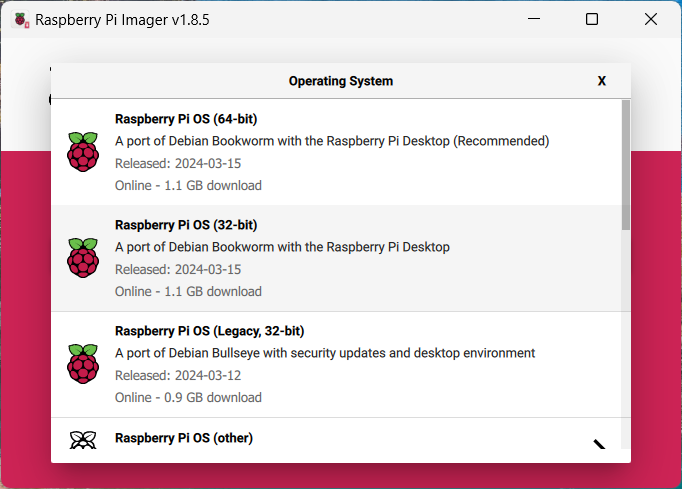 Raspberry Pi Imager v1.8.5
Operating System
X
Raspberry Pi OS (64-bit)
A port of Debian Bookworm with the Raspberry Pi Desktop (Recommended)
Released: 2024-03-15
Online - 1.1 GB download
Raspberry Pi OS (32-bit)
A port of Debian Bookworm with the Raspberry Pi Desktop
Released: 2024-03-15
Online - 1.1 GB download
Raspberry Pi OS (Legacy, 32-bit)
A port of Debian Bullseye with security updates and desktop environment
Released: 2024-03-12
Online - 0.9 GB download
Raspberry Pi OS (other)